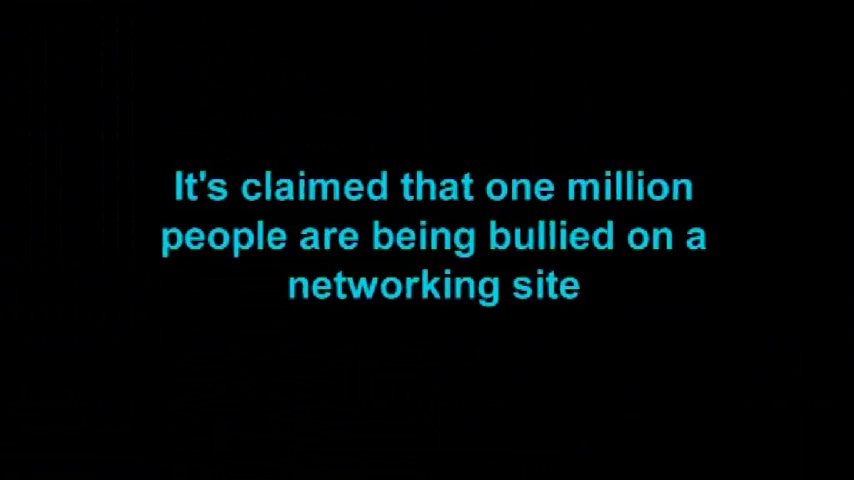 It's claimed that one million
people are being bullied on a
networking site